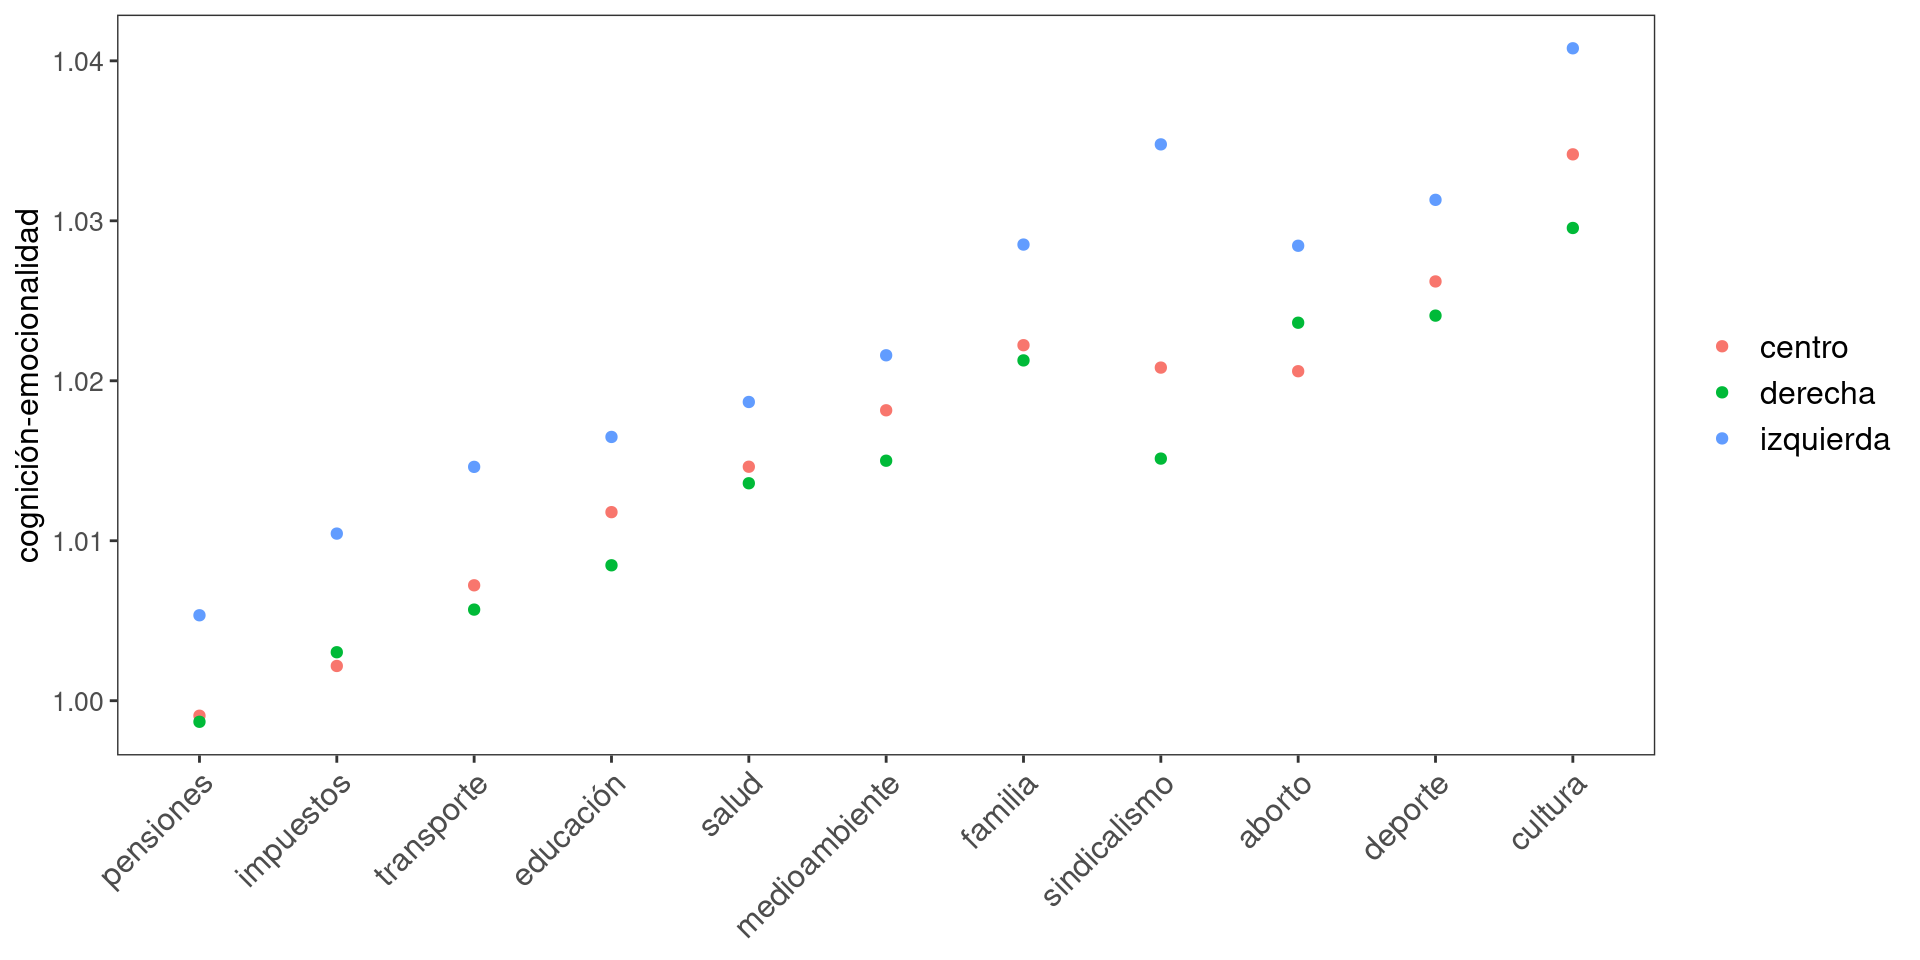 cognición-emocionalidad
1.04
1.03
1.02
1.01
1.00
pensiones
impuestos
transporte
educación
salud
medioambiente
familia
sindicalismo
aborto
deporte
cultura
centro
derecha
izquierda